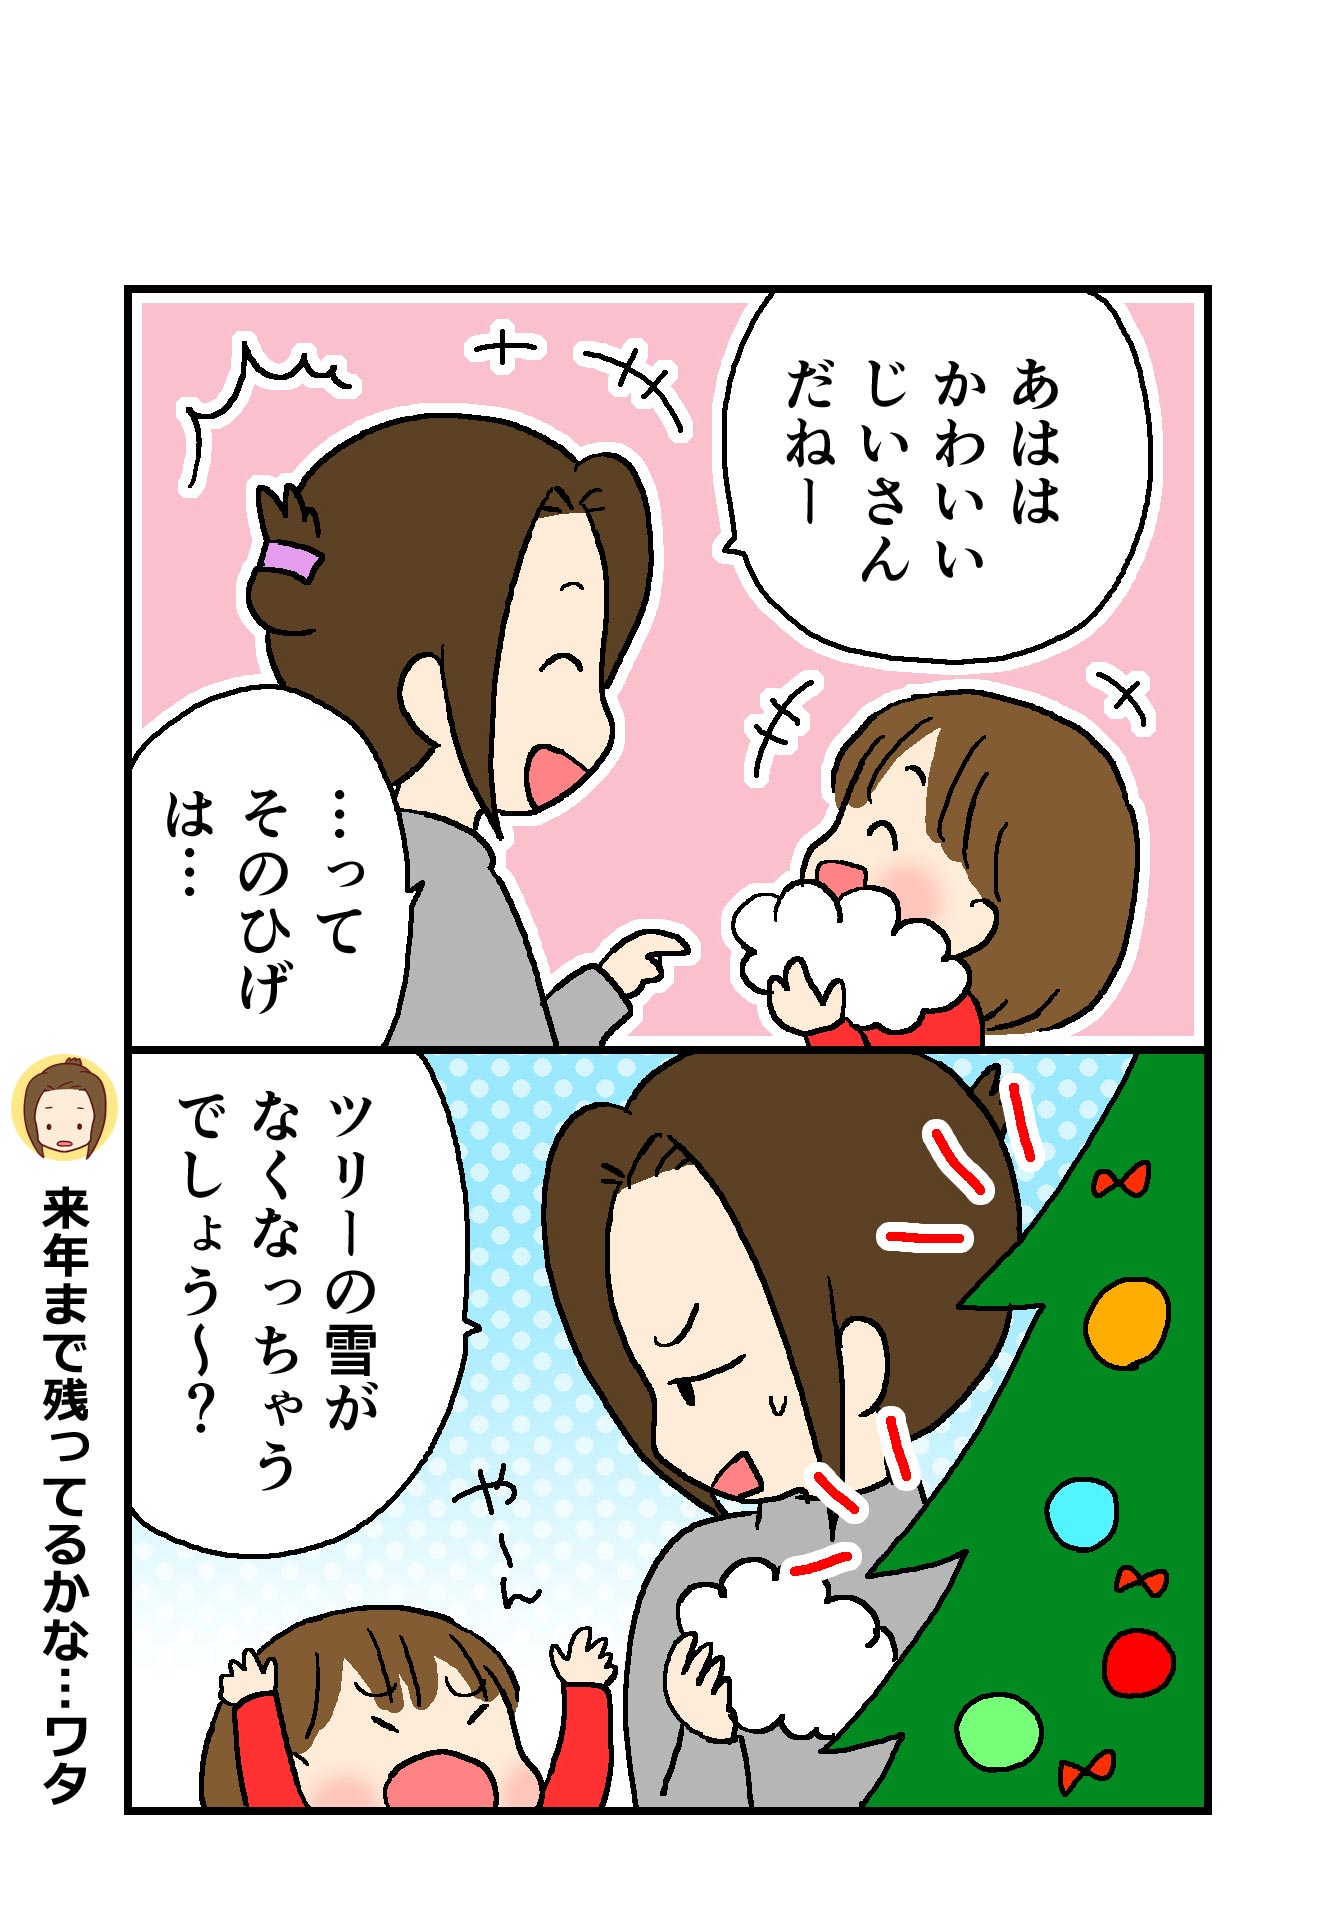 あはは
かわいい
じいさん
だねー
…って
そのひげ
は…
ツリーの雪が
なくなっちゃう
でしょう～？
やーん
来年まで残ってるかな…ワタ